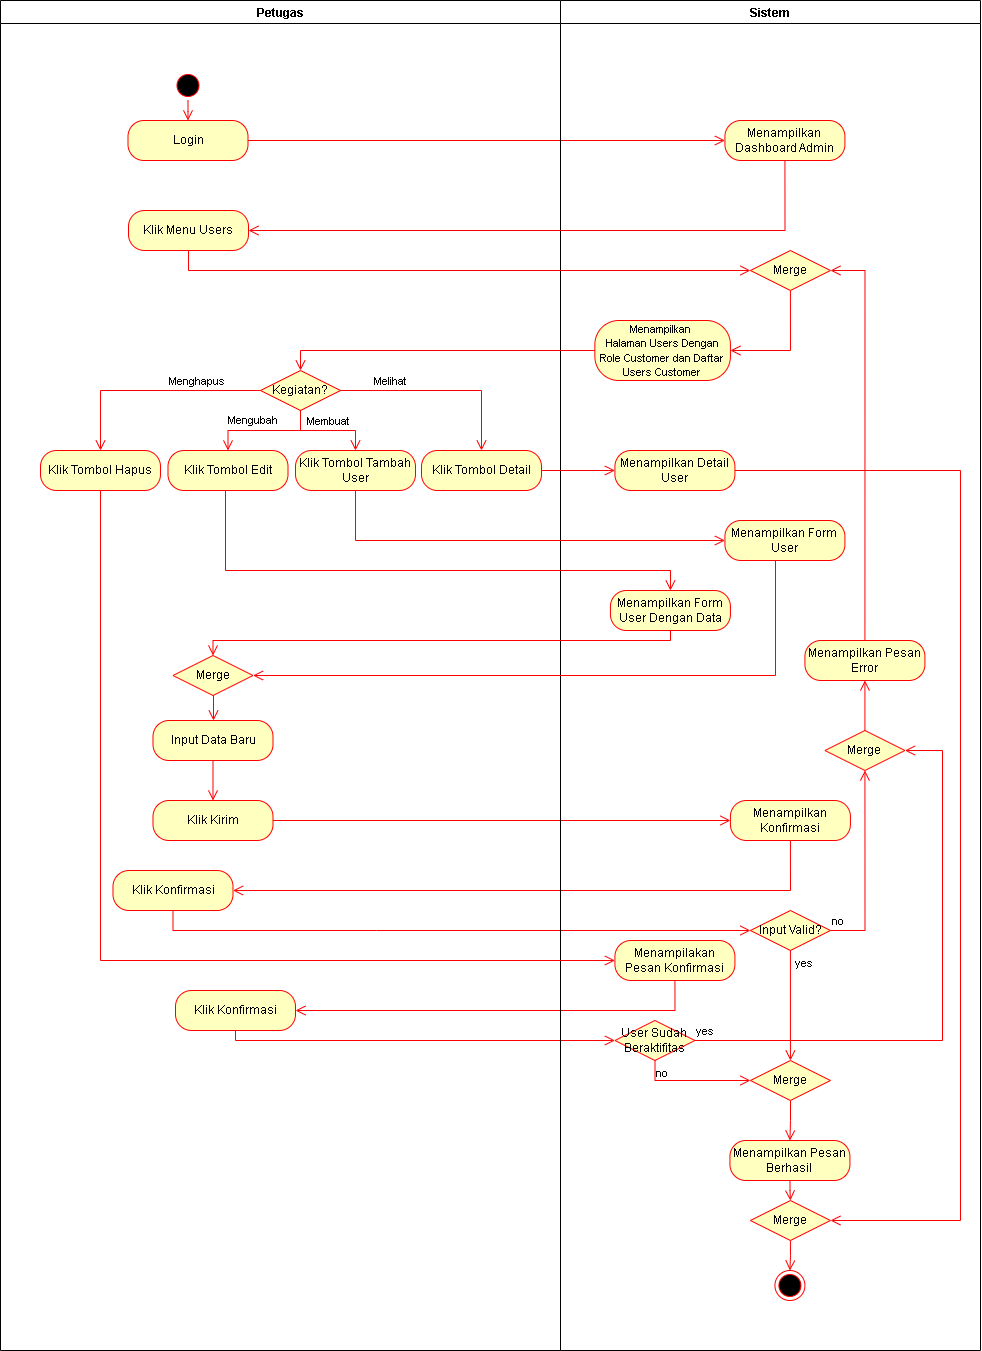 Petugas
Sistem
Login
Menampilkan
Dashboard Admin
Klik Menu Users
Merge
Menampilkan
Halaman Users Dengan
Role Customer dan Daftar
Users Customer
Menghapus
Kegiatan?
Melihat
Mengubah
Membuat
Klik Tombol Hapus
Klik Tombol Edit
Klik Tombol Tambah
User
Klik Tombol Detail
Menampilkan Detail
User
Menampilkan Form
User
Menampilkan Form
User Dengan Data
Menampilkan Pesan
Error
Merge
Input Data Baru
Merge
Klik Kirim
Menampilkan
Konfirmasi
Klik Konfirmasi
Input Valid?
no
yes
Menampilakan
Pesan Konfirmasi
Klik Konfirmasi
User Sudah
Beraktifitas
yes
no
Merge
Menampilkan Pesan
Berhasil
Merge